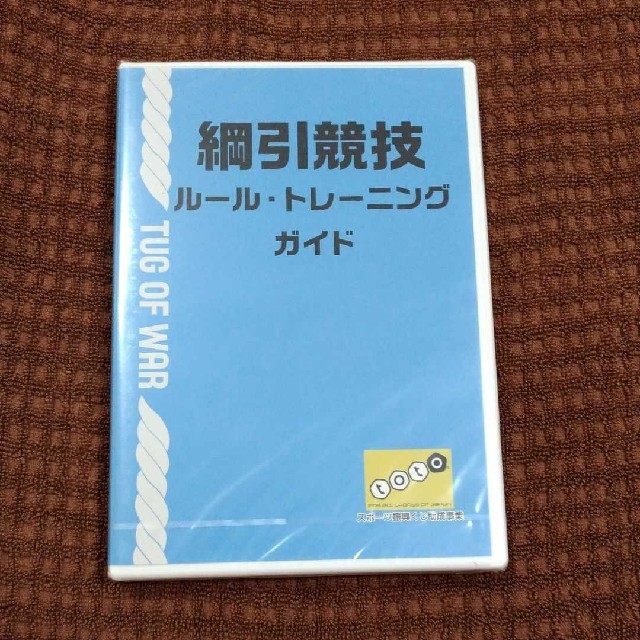 綱引競技
ルール・トレーニング
ガイド
TUG OF WAR
toto
スポーツ振興くじ助成事業